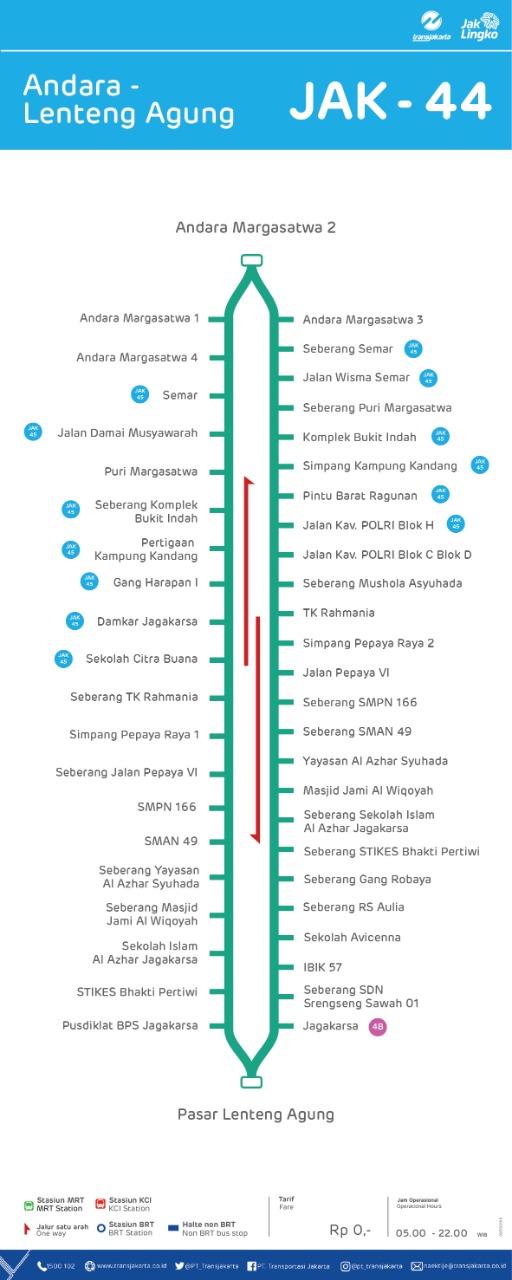 transjakarta
Jak
Lingko
Andara -
Lenteng Agung
JAK - 44
Andara Margasatwa 2
Andara Margasatwa 1
Andara Margasatwa 4
JAK
45
Semar
JAK
45
Jalan Damai Musyawarah
Puri Margasatwa
JAK
45
Seberang Komplek
Bukit Indah
JAK
45
Pertigaan
Kampung Kandang
JAK
45
Gang Harapan I
JAK
45
Damkar Jagakarsa
JAK
45
Sekolah Citra Buana
Seberang TK Rahmania
Simpang Pepaya Raya 1
Seberang Jalan Pepaya VI
SMPN 166
SMAN 49
Seberang Yayasan
Al Azhar Syuhada
Seberang Masjid
Jami Al Wiqoyah
Sekolah Islam
Al Azhar Jagakarsa
STIKES Bhakti Pertiwi
Pusdiklat BPS Jagakarsa
Andara Margasatwa 3
Seberang Semar
JAK
45
Jalan Wisma Semar
JAK
45
Seberang Puri Margasatwa
Komplek Bukit Indah
JAK
45
Simpang Kampung Kandang
JAK
45
Pintu Barat Ragunan
JAK
45
Jalan Kav. POLRI Blok H
JAK
45
Jalan Kav. POLRI Blok C Blok D
Seberang Mushola Asyuhada
TK Rahmania
Simpang Pepaya Raya 2
Jalan Pepaya VI
Seberang SMPN 166
Seberang SMAN 49
Yayasan Al Azhar Syuhada
Masjid Jami Al Wiqoyah
Seberang Sekolah Islam
Al Azhar Jagakarsa
Seberang STIKES Bhakti Pertiwi
Seberang Gang Robaya
Seberang RS Aulia
Sekolah Avicenna
IBIK 57
Seberang SDN
Srengseng Sawah 01
Jagakarsa
4B
Pasar Lenteng Agung
Stasiun MRT
MRT Station
Stasiun KCI
KCI Station
Jalur satu arah
One way
Stasiun BRT
BRT Station
Halte non BRT
Non BRT bus stop
Tarif
Fare
Rp 0,-
Jam Operasional
Operational Hours
05.00 - 22.00 WIB
1500 102
www.transjakarta.co.id
@PT_Transjakarta
PT. Transportasi Jakarta
@pt_transjakarta
naektije@transjakarta.co.id